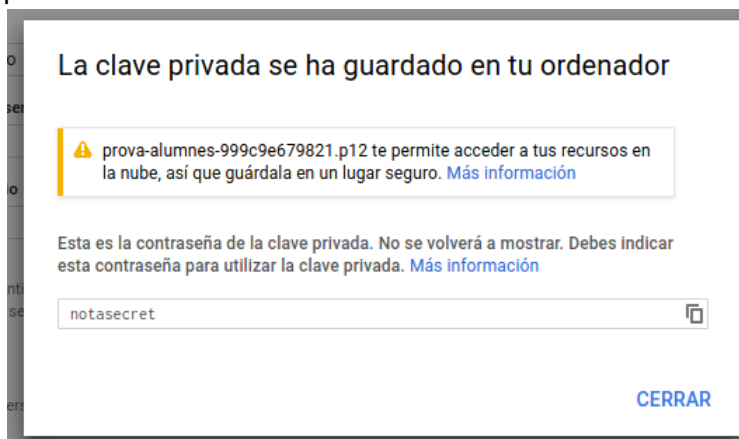 La clave privada se ha guardado en tu ordenador
prova-alumnes-999c9e679821.p12 te permite acceder a tus recursos en
la nube, así que guárdala en un lugar seguro. Más información
Esta es la contraseña de la clave privada. No se volverá a mostrar. Debes indicar
esta contraseña para utilizar la clave privada. Más información
notasecret
CERRAR